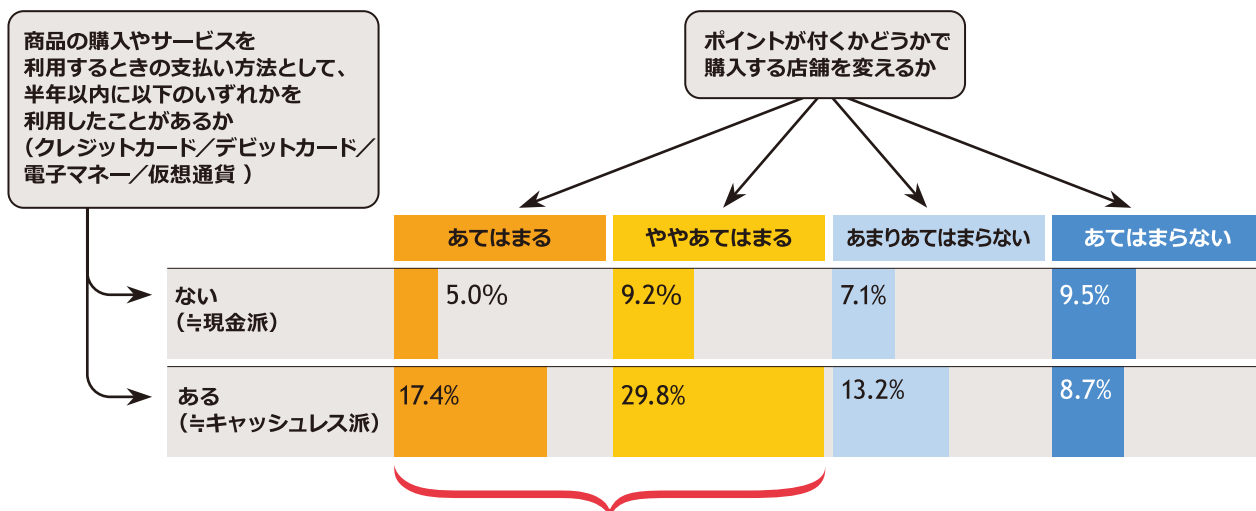 商品の購入やサービスを
利用するときの支払い方法として、
半年以内に以下のいずれかを
利用したことがあるか
（クレジットカード／デビットカード／
電子マネー／仮想通貨 ）
ポイントが付くかどうかで
購入する店舗を変えるか
あてはまる
ややあてはまる
あまりあてはまらない
あてはまらない
ない
（≒現金派）
5.0%
9.2%
7.1%
9.5%
ある
（≒キャッシュレス派）
17.4%
29.8%
13.2%
8.7%